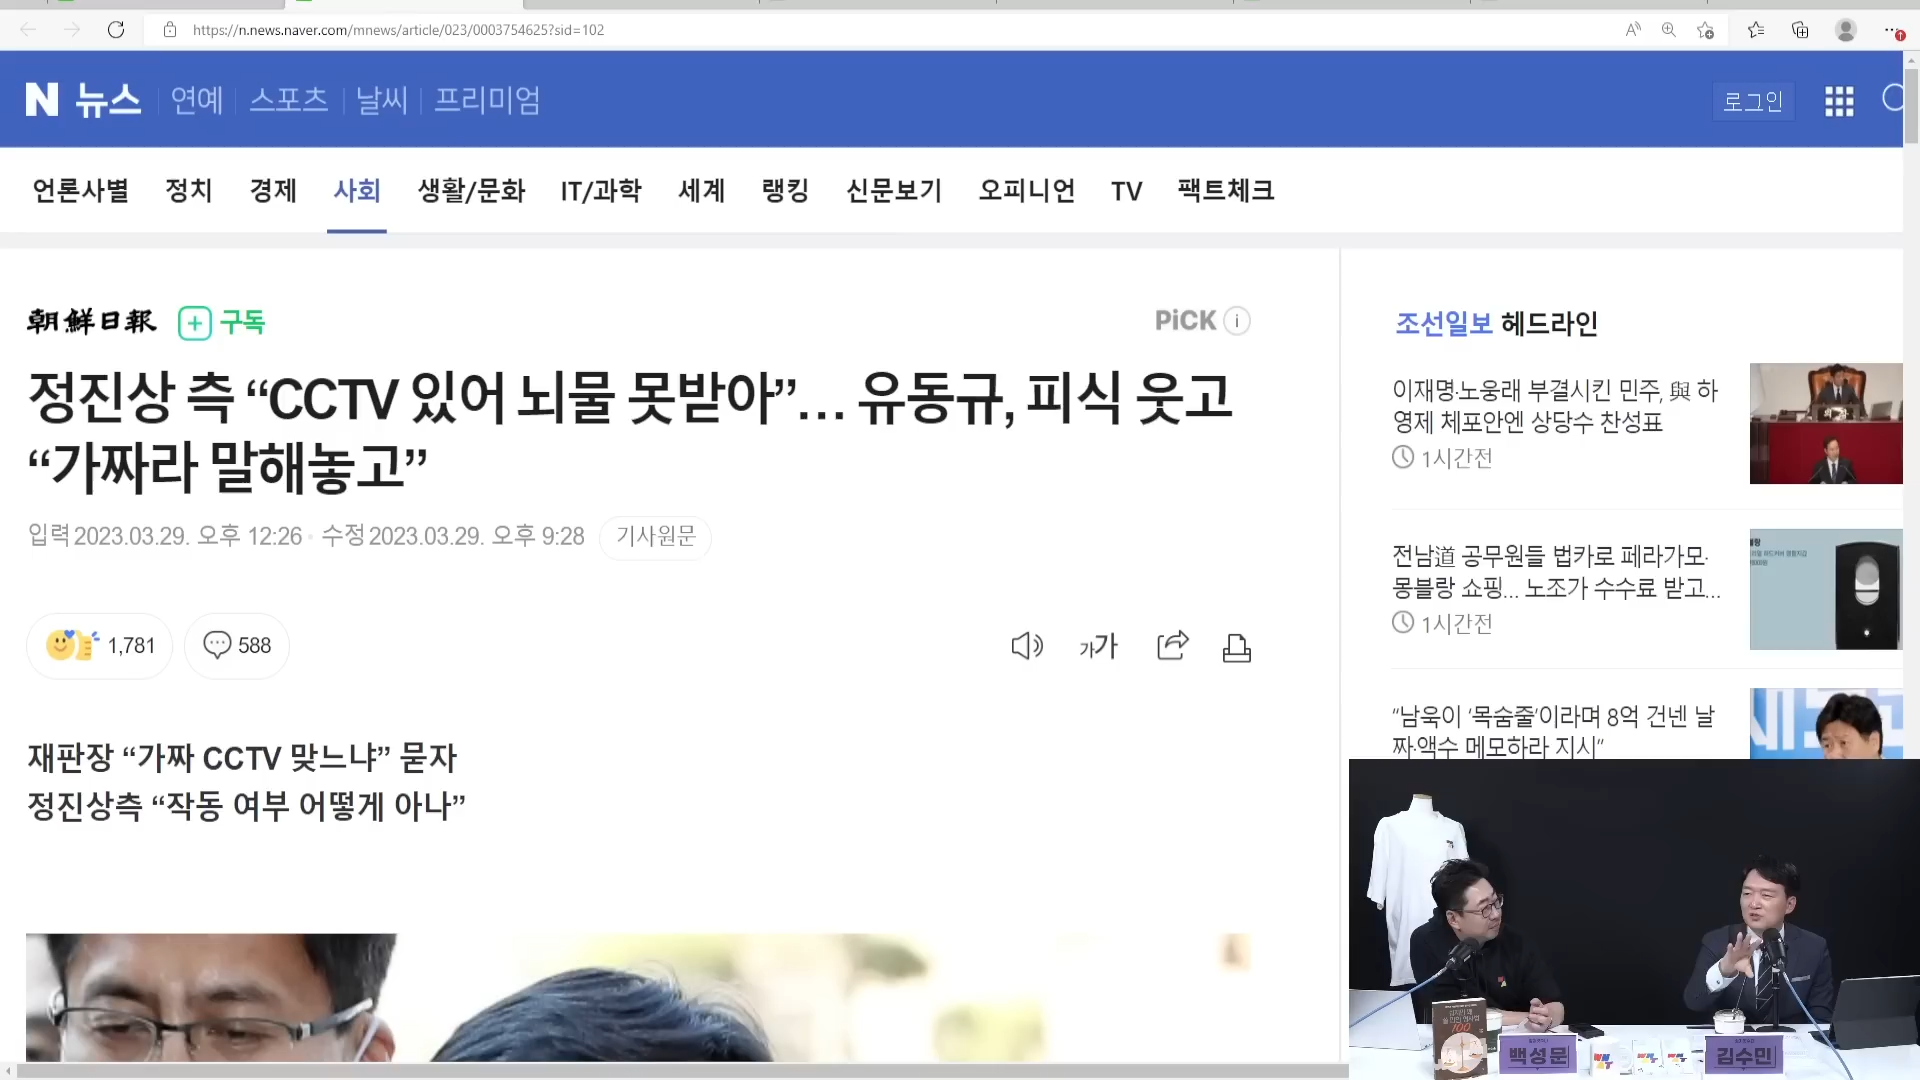 https://n.news.naver.com/mnews/article/023/0003754625?sid=102
N 뉴스 연예 스포츠 날씨 프리미엄
로그인
언론사별 정치 경제 사회 생활/문화 IT/과학 세계 랭킹 신문보기 오피니언 TV 팩트체크
朝鮮日報 구독
PiCK
정진상 측 “CCTV 있어 뇌물 못받아”… 유동규, 피식 웃고
“가짜라 말해놓고”
입력 2023.03.29. 오후 12:26 수정 2023.03.29. 오후 9:28 기사원문
1,781 588
가가
재판장 “가짜 CCTV 맞느냐” 묻자
정진상측 “작동 여부 어떻게 아나”
조선일보 헤드라인
이재명·노웅래 부결시킨 민주, 與 하
영제 체포안엔 상당수 찬성표
1시간전
전남道 공무원들 법카로 페라가모·
몽블랑 쇼핑... 노조가 수수료 받고...
1시간전
“남욱이 ‘목숨줄’이라며 8억 건넨 날
짜·액수 메모하라 지시”
100
백성문
김수민